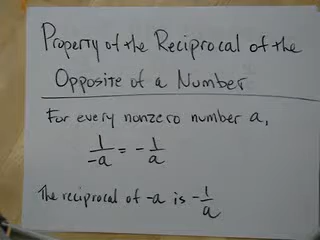 Property of the Reciprocal of the
Opposite of a Number
For every nonzero number a,
1/-a = - 1/a
The reciprocal of -a is - 1/a